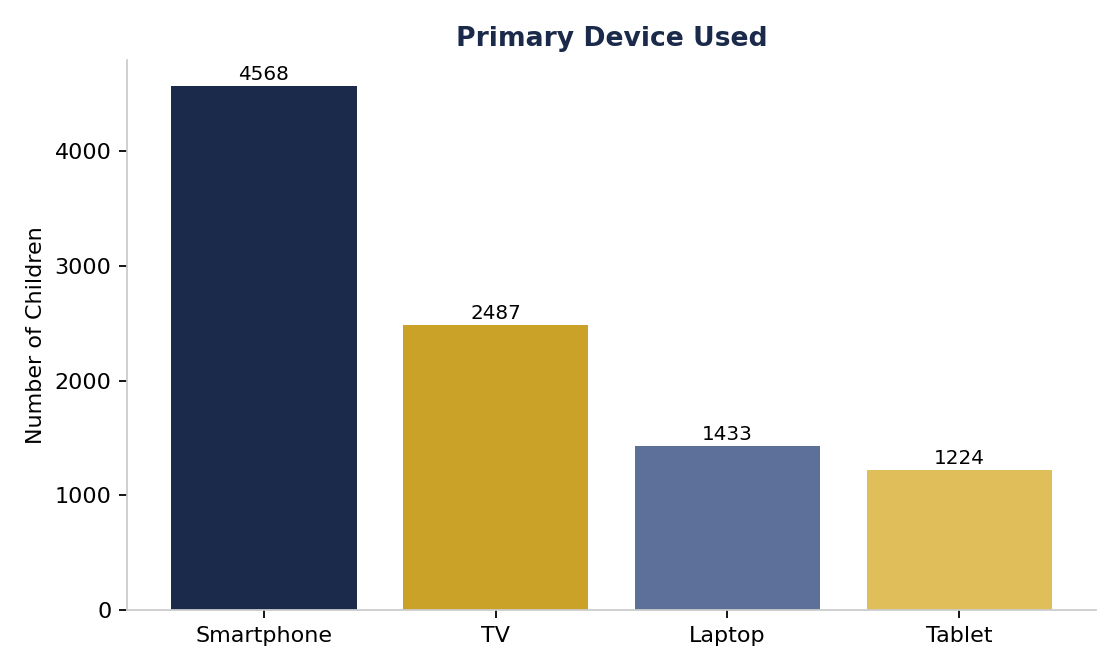 Primary Device Used
Number of Children
4000
3000
2000
1000
0
4568
2487
1433
1224
Smartphone
TV
Laptop
Tablet